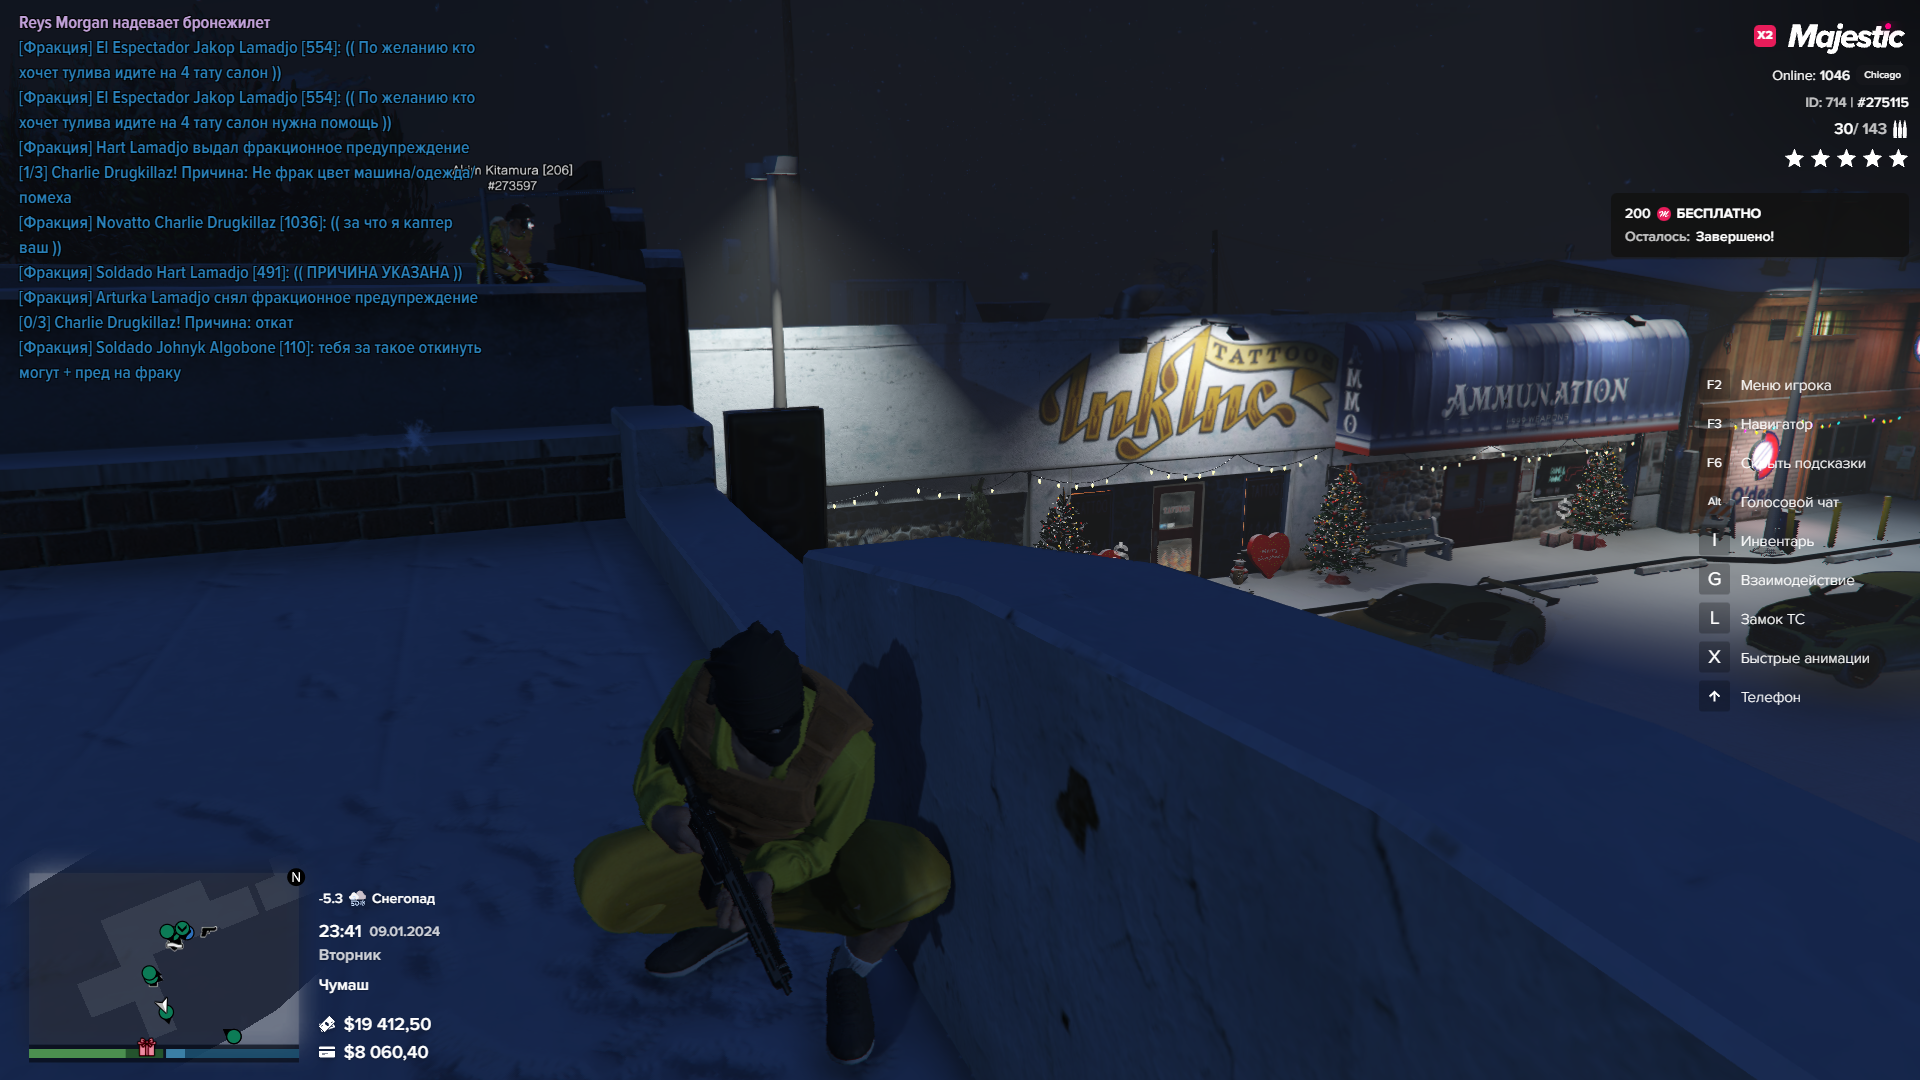 Reys Morgan надевает бронежилет
[Фракция] El Espectador Jakop Lamadjo [554]: (( По желанию кто
хочет тулива идите на 4 тату салон ))
[Фракция] El Espectador Jakop Lamadjo [554]: (( По желанию кто
хочет тулива идите на 4 тату салон нужна помощь ))
[Фракция] Hart Lamadjo выдал фракционное предупреждение
[1/3] Charlie Drugkillaz! Причина: Не фрак цвет машина/одежда/
помеха
[Фракция] Novatto Charlie Drugkillaz [1036]: (( за что я каптер
ваш ))
[Фракция] Soldado Hart Lamadjo [491]: (( ПРИЧИНА УКАЗАНА ))
[Фракция] Arturka Lamadjo снял фракционное предупреждение
[0/3] Charlie Drugkillaz! Причина: откат
[Фракция] Soldado Johnyk Algobone [110]: тебя за такое откинуть
могут + пред на фраку
Kitamura [206]
#273597
X2 Majestic
Online: 1046 Chicago
ID: 714 | #275115
30/ 143
200 БЕСПЛАТНО
Осталось: Завершено!
TATTOOS
InkInc
AMMO
AMMUNATION
F2 Меню игрока
F3 Навигатор
F6 Скрыть подсказки
Alt Голосовой чат
I Инвентарь
G Взаимодействие
L Замок ТС
X Быстрые анимации
Телефон
N
-5.3 Снегопад
23:41 09.01.2024
Вторник
Чумаш
$19 412,50
$8 060,40